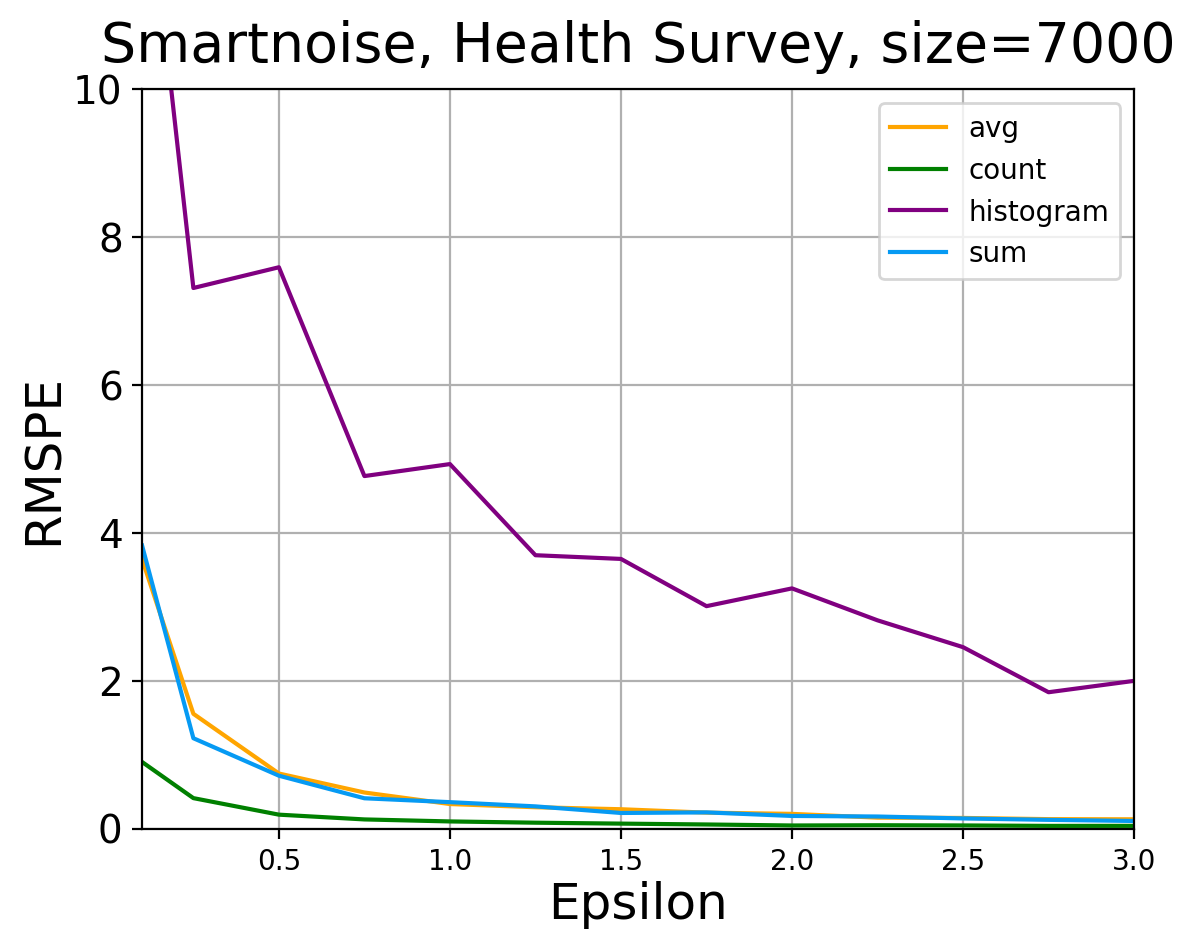 Smartnoise, Health Survey, size=7000
10
8
6
4
2
0
RMSPE
avg
count
histogram
sum
0.5 1.0 1.5 2.0 2.5 3.0
Epsilon